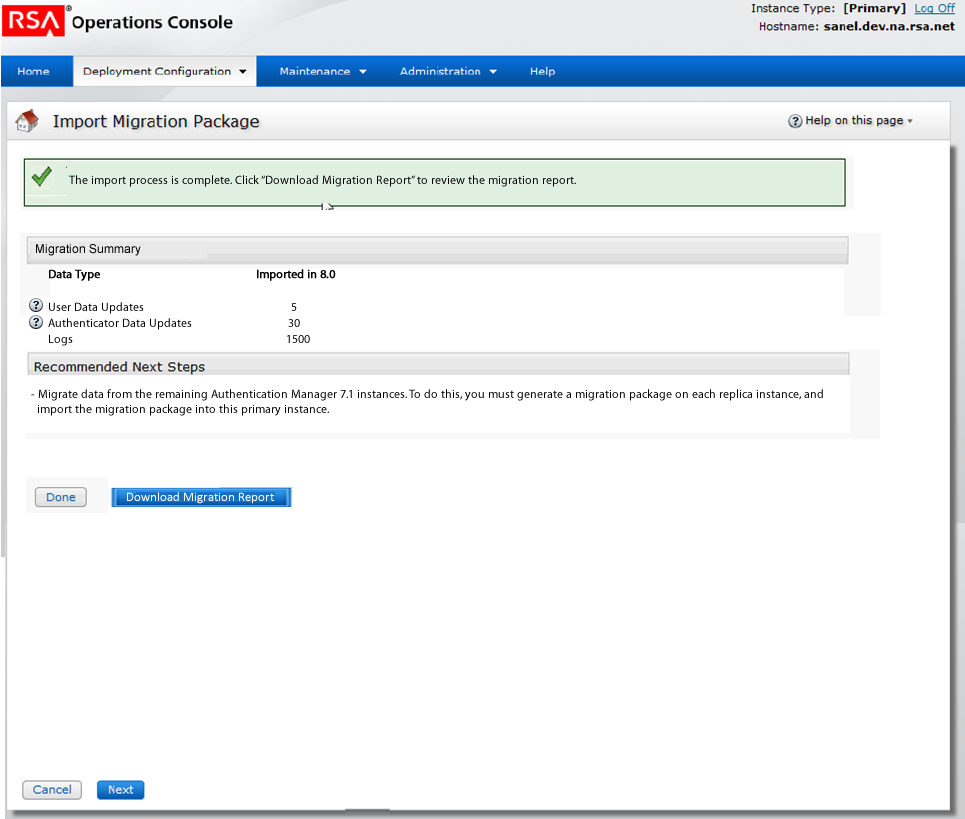 RSA® Operations Console
Instance Type: [Primary] Log Off
Hostname: sanel.dev.na.rsa.net
Home Deployment Configuration Maintenance Administration Help
Import Migration Package
Help on this page
The import process is complete. Click “Download Migration Report” to review the migration report.
Migration Summary
Data Type Imported in 8.0
? User Data Updates 5
? Authenticator Data Updates 30
Logs 1500
Recommended Next Steps
- Migrate data from the remaining Authentication Manager 7.1 instances. To do this, you must generate a migration package on each replica instance, and
import the migration package into this primary instance.
Done Download Migration Report
Cancel Next